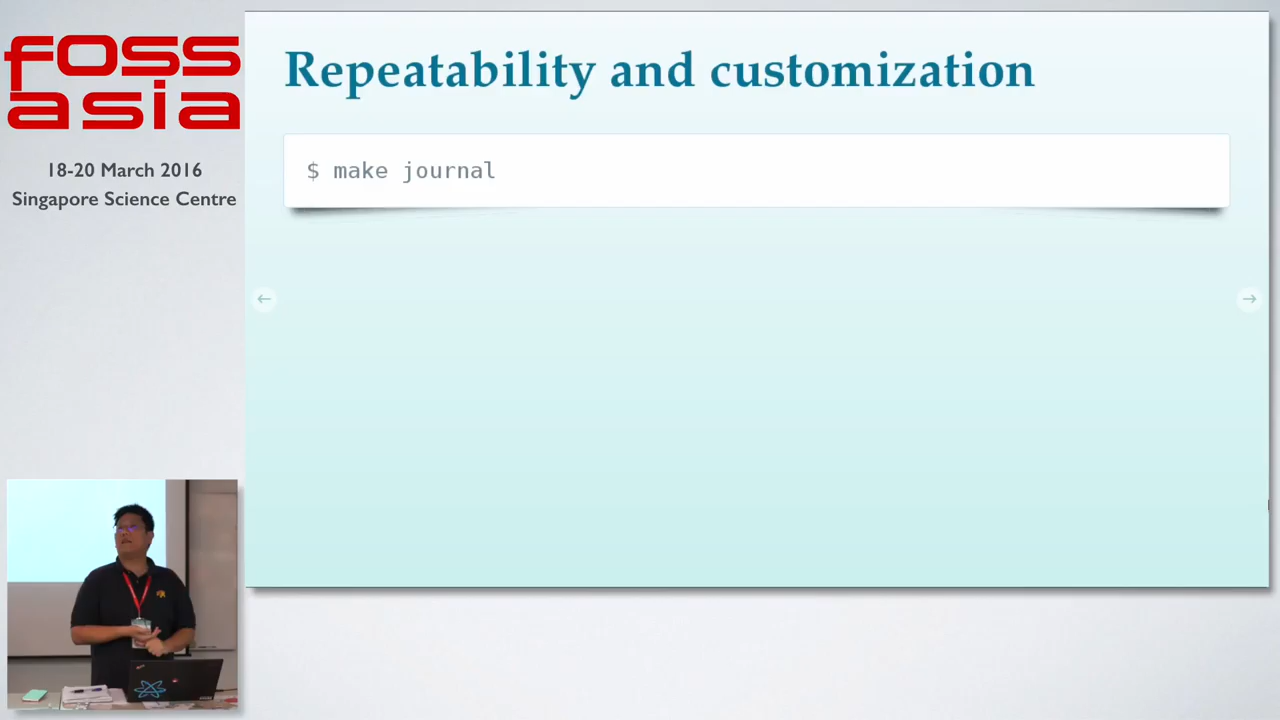 foss
asia
18-20 March 2016
Singapore Science Centre
Repeatability and customization
$ make journal
←
→